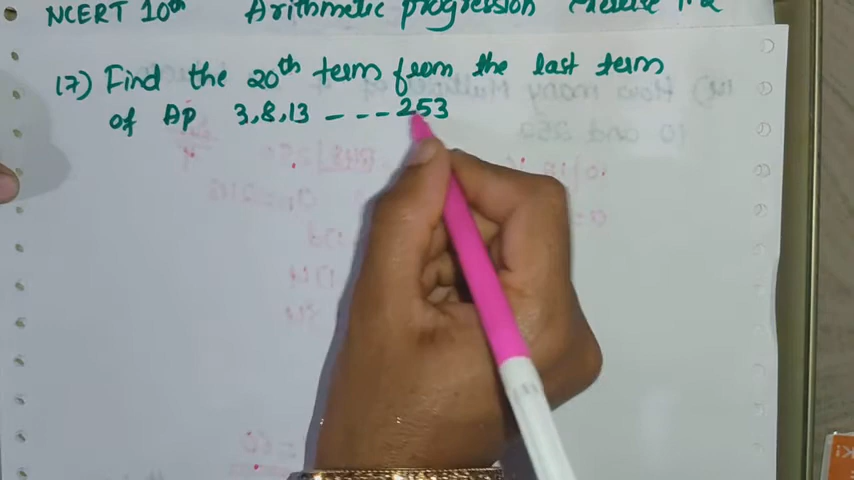 NCERT 10th Arithmetic progression
17) Find the 20th term from the last term
of AP 3,8,13 - - - 253